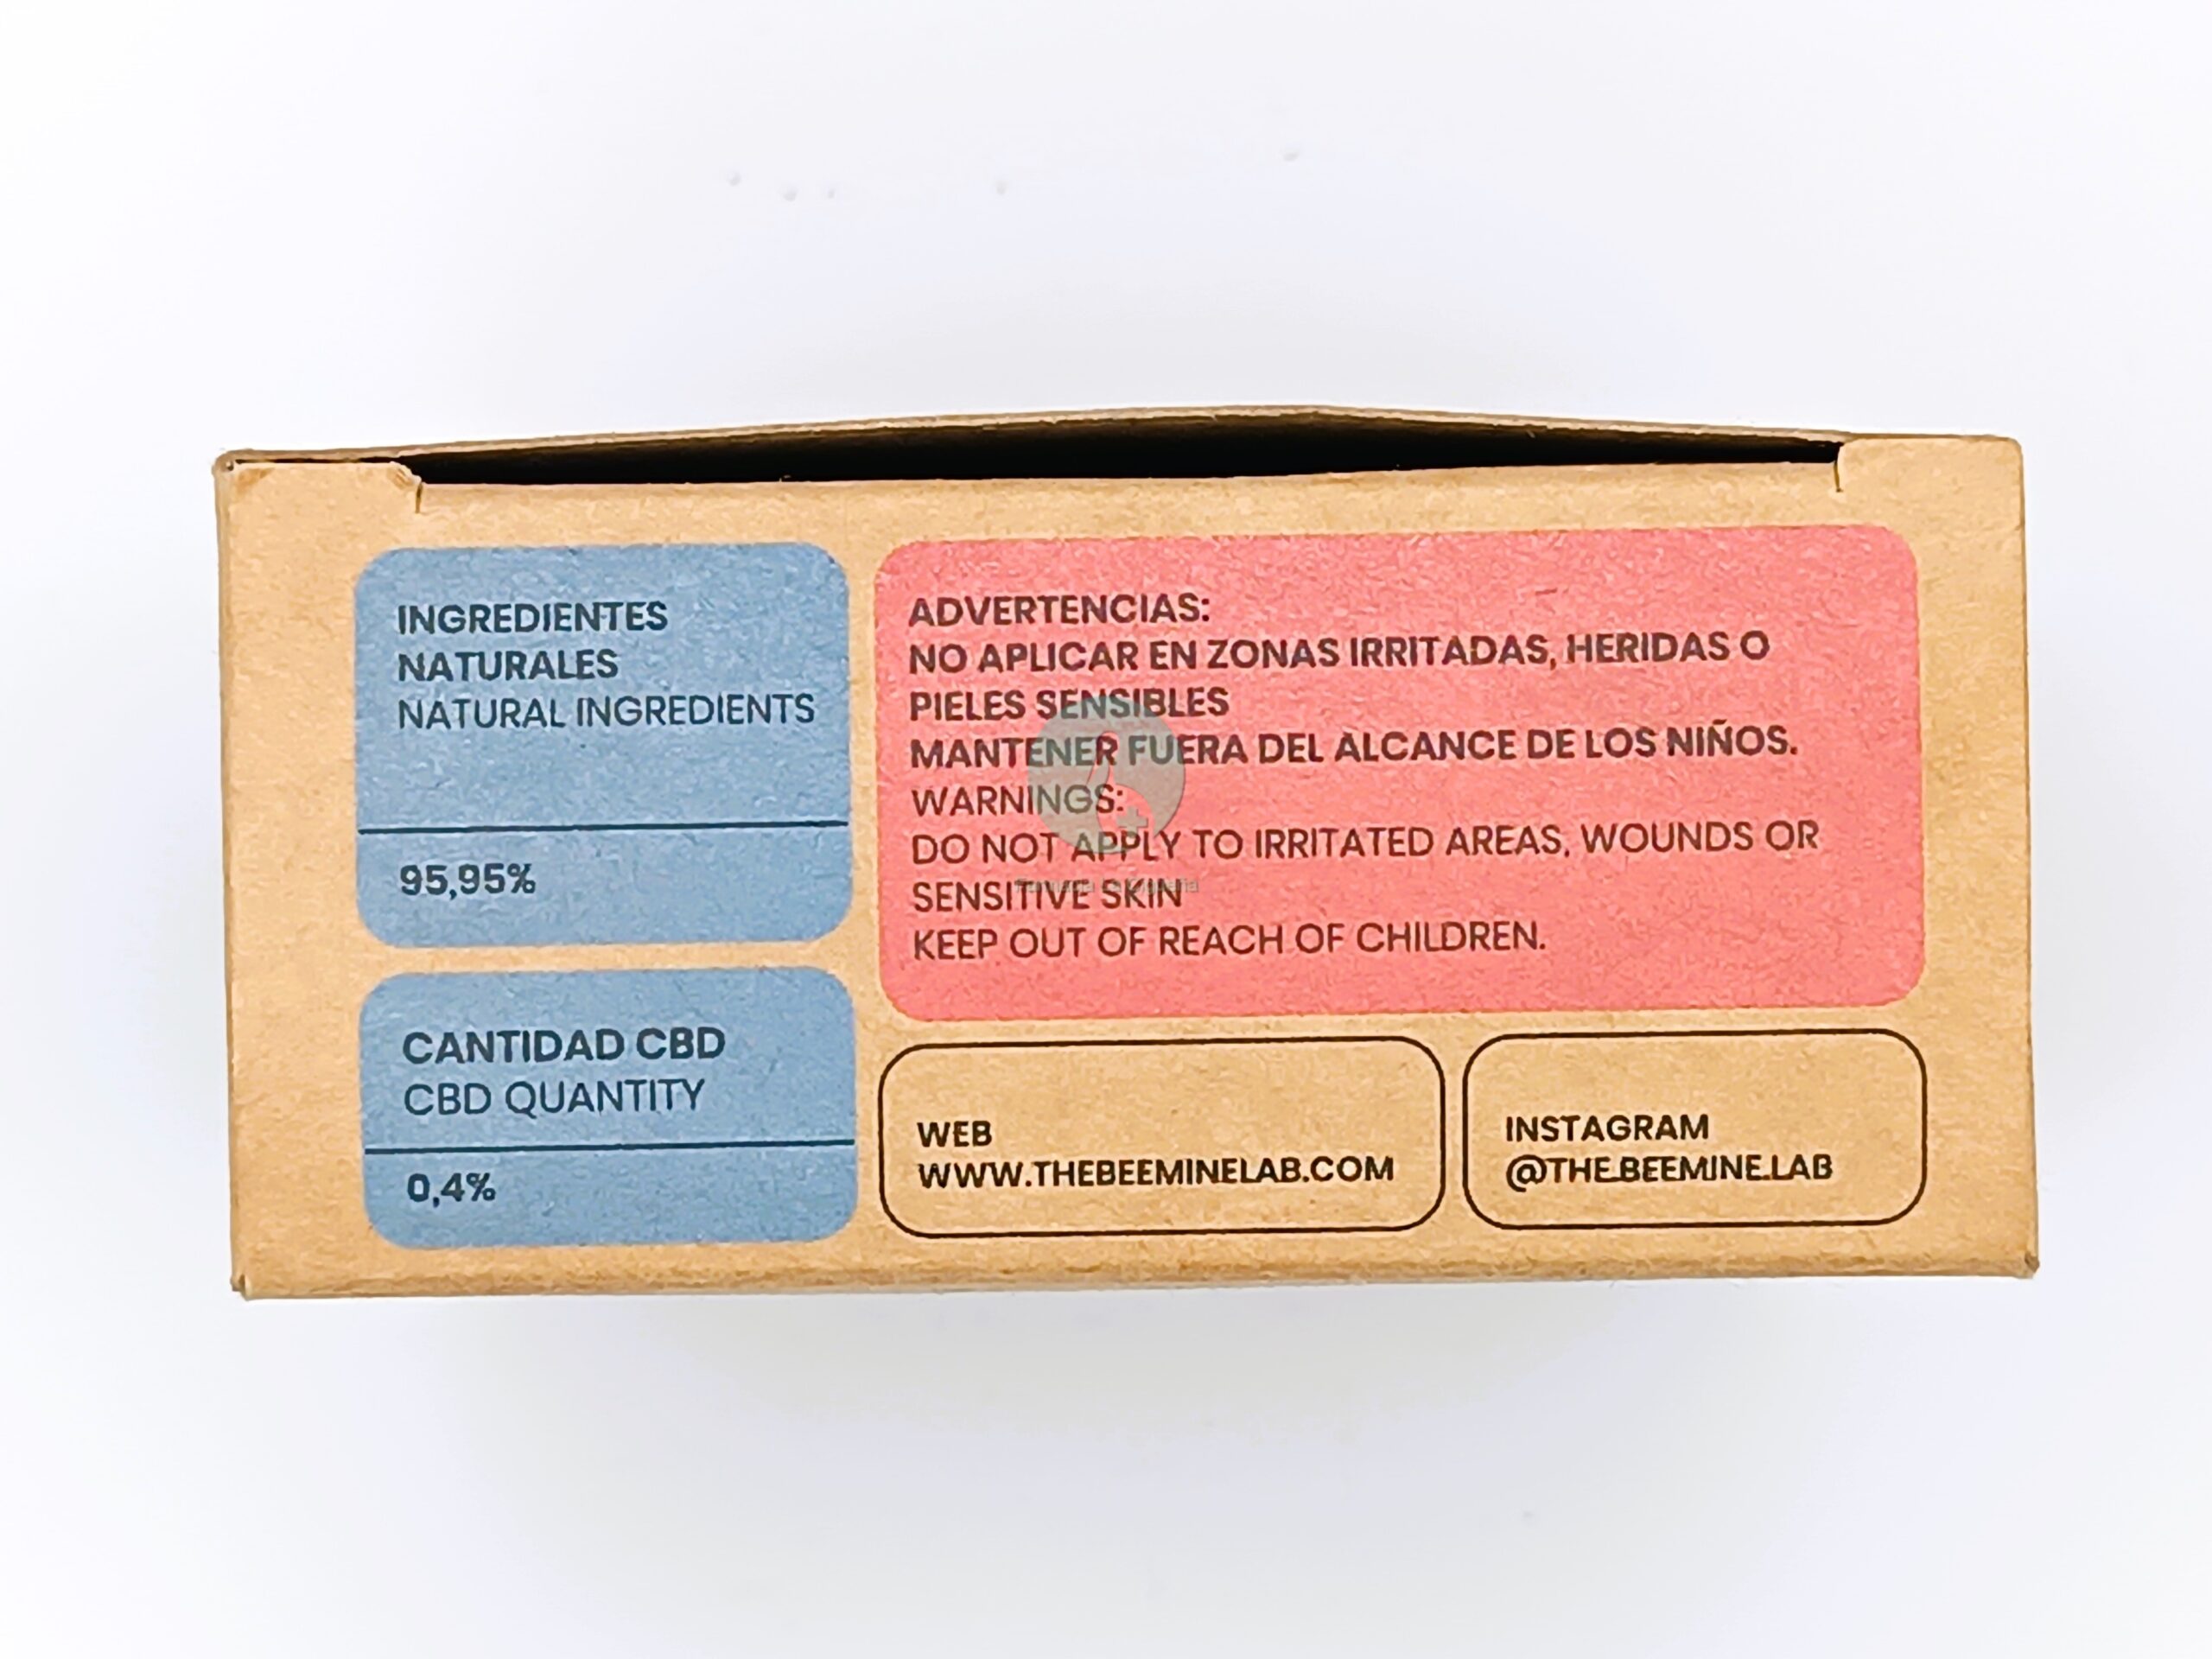 INGREDIENTES
NATURALES
NATURAL INGREDIENTS
95,95%
CANTIDAD CBD
CBD QUANTITY
0,4%
ADVERTENCIAS:
NO APLICAR EN ZONAS IRRITADAS, HERIDAS O
PIELES SENSIBLES
MANTENER FUERA DEL ALCANCE DE LOS NIÑOS.
WARNINGS:
DO NOT APPLY TO IRRITATED AREAS, WOUNDS OR
SENSITIVE SKIN
KEEP OUT OF REACH OF CHILDREN.
WEB
WWW.THEBEEMINELAB.COM
INSTAGRAM
@THE.BEEMINE.LAB
Farmacia